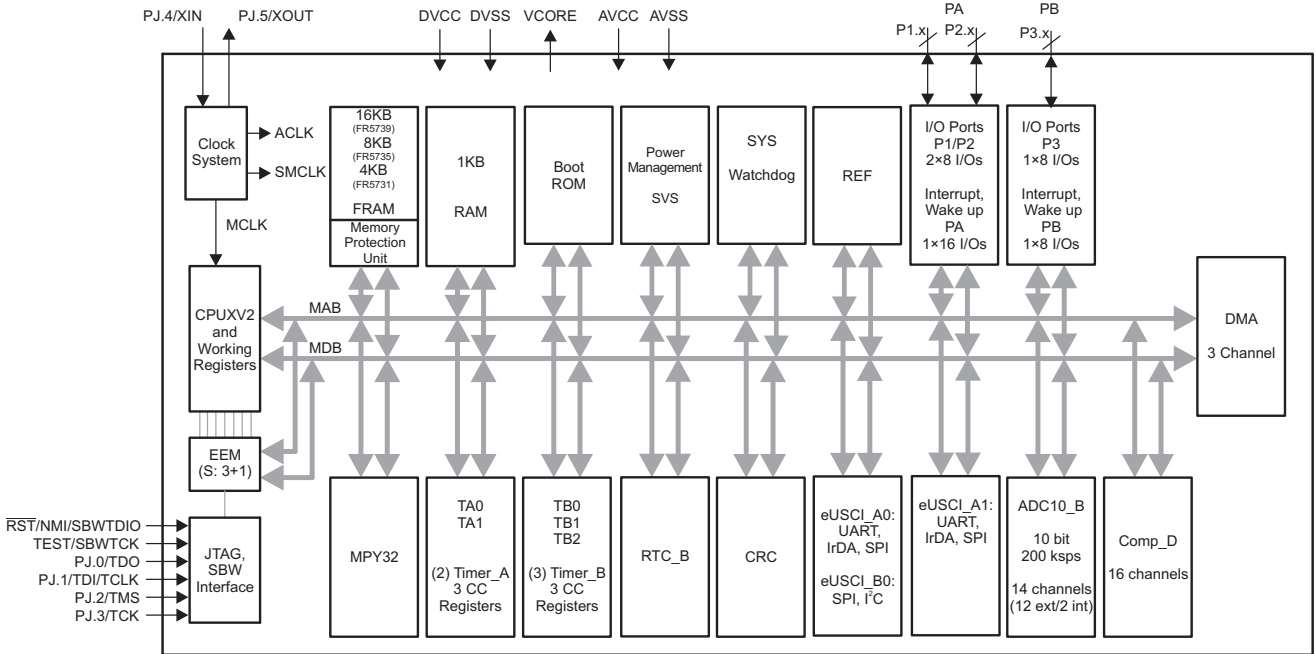 PJ.4/XIN
PJ.5/XOUT
DVCC
DVSS
VCORE
AVCC
AVSS
PA
P1.x
P2.x
PB
P3.x
Clock
System
ACLK
SMCLK
MCLK
16KB
(FR5739)
8KB
(FR5735)
4KB
(FR5731)
FRAM
Memory
Protection
Unit
1KB
RAM
Boot
ROM
Power
Management
SVS
SYS
Watchdog
REF
I/O Ports
P1/P2
2×8 I/Os
Interrupt,
Wake up
PA
1×16 I/Os
I/O Ports
P3
1×8 I/Os
Interrupt,
Wake up
PB
1×8 I/Os
CPUXV2
and
Working
Registers
MAB
MDB
DMA
3 Channel
EEM
(S: 3+1)
RST/NMI/SBWTDIO
TEST/SBWTCK
PJ.0/TDO
PJ.1/TDI/TCLK
PJ.2/TMS
PJ.3/TCK
JTAG,
SBW
Interface
MPY32
TA0
TA1
(2) Timer_A
3 CC
Registers
TB0
TB1
TB2
(3) Timer_B
3 CC
Registers
RTC_B
CRC
eUSCI_A0:
UART,
IrDA, SPI
eUSCI_B0:
SPI, I²C
eUSCI_A1:
UART,
IrDA, SPI
ADC10_B
10 bit
200 ksps
14 channels
(12 ext/2 int)
Comp_D
16 channels